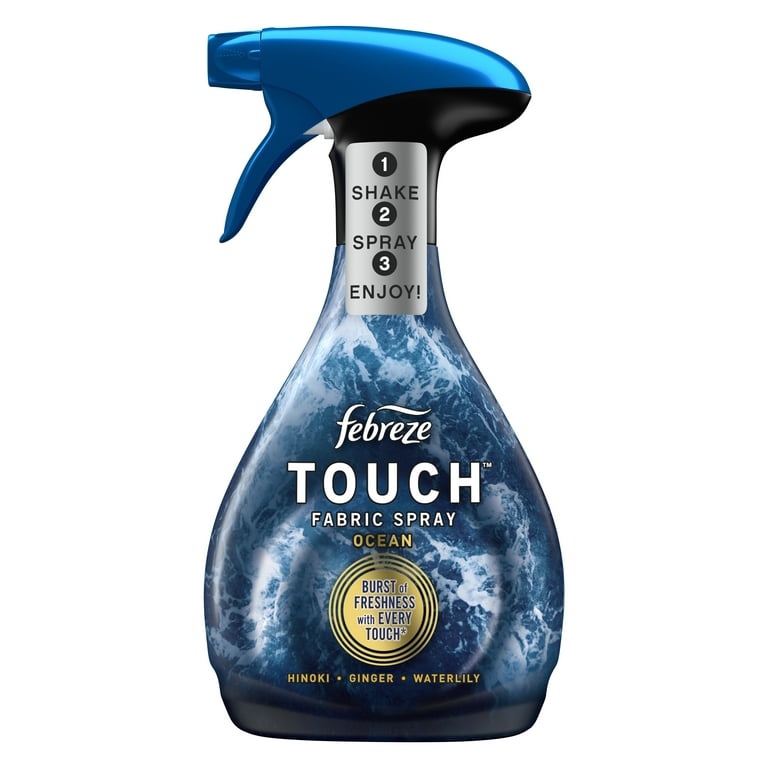 1
SHAKE
2
SPRAY
3
ENJOY!
febreze
TOUCH™
FABRIC SPRAY
OCEAN
BURST of
FRESHNESS
with EVERY
TOUCH*
HINOKI • GINGER • WATERLILY